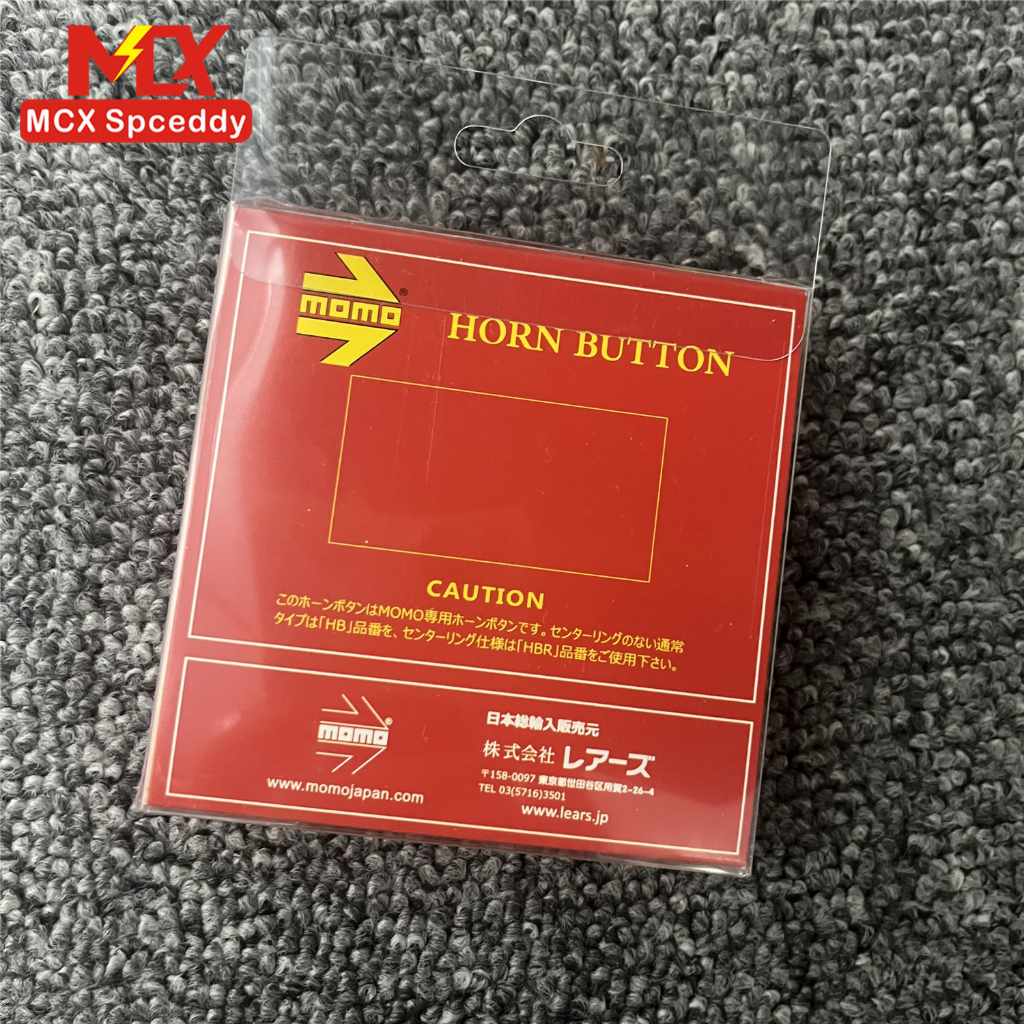 MCX
MCX Spceddy
momo®
HORN BUTTON
CAUTION
このホーンボタンはMOMO専用ホーンボタンです。センターリングのない通常
タイプは「HB」品番を、センターリング仕様は「HBR」品番をご使用下さい。
momo®
www.momojapan.com
日本総輸入販売元
株式会社 レアーズ
〒158-0097 東京都世田谷区用賀2-26-4
TEL 03(5716)3501
www.lears.jp